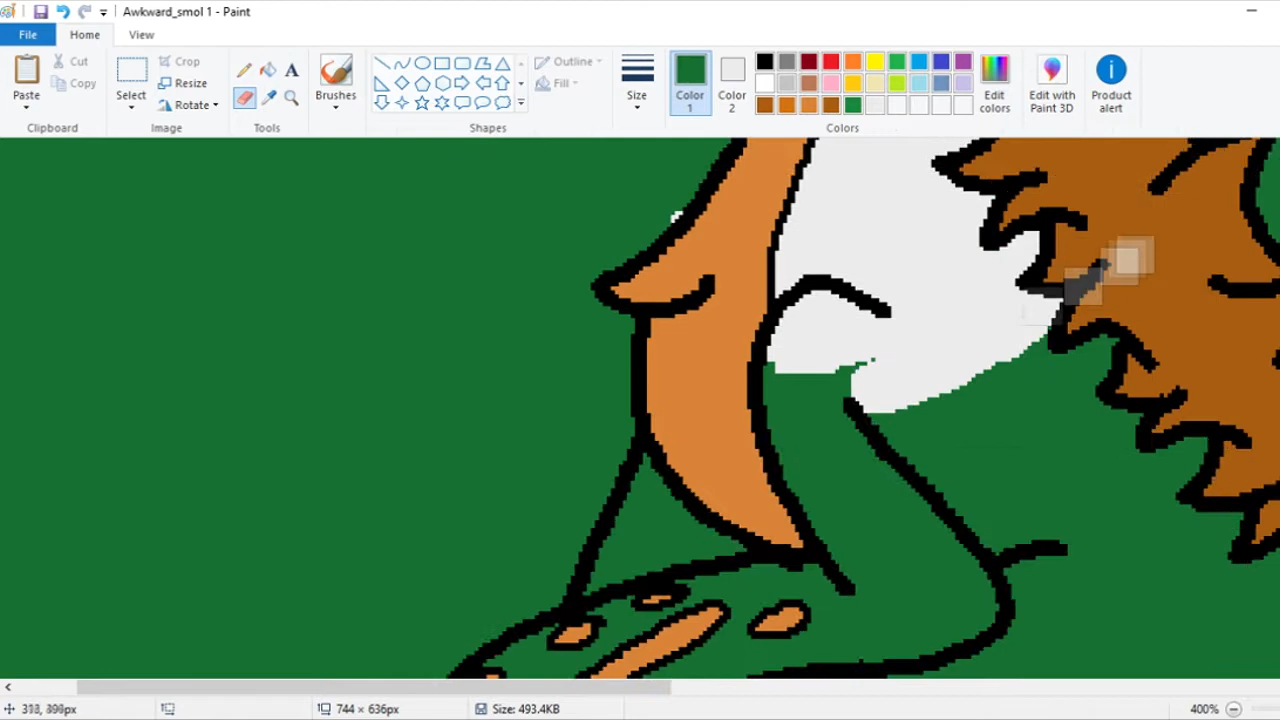 Awkward_smol 1 - Paint
File Home View
Paste
Cut
Copy
Clipboard
Select
Crop
Resize
Rotate
Image
A
Tools
Brushes
Shapes
Outline
Fill
Size
Color 1
Color 2
Edit colors
Colors
Edit with Paint 3D
Product alert
744 × 636px
Size: 493.4KB
400%